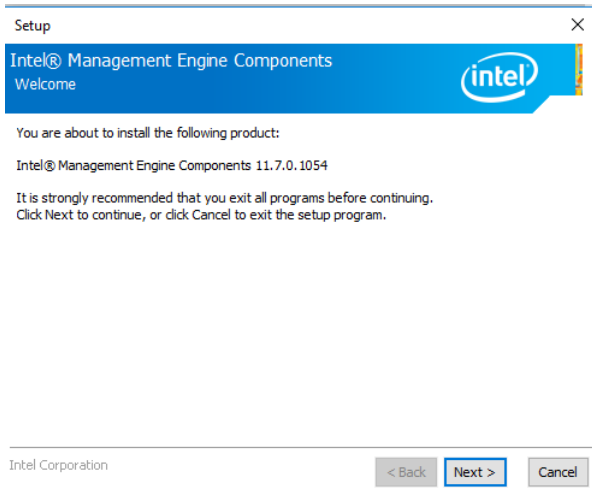 Setup
Intel® Management Engine Components
Welcome
intel
You are about to install the following product:
Intel® Management Engine Components 11.7.0.1054
It is strongly recommended that you exit all programs before continuing.
Click Next to continue, or click Cancel to exit the setup program.
Intel Corporation
< Back Next > Cancel